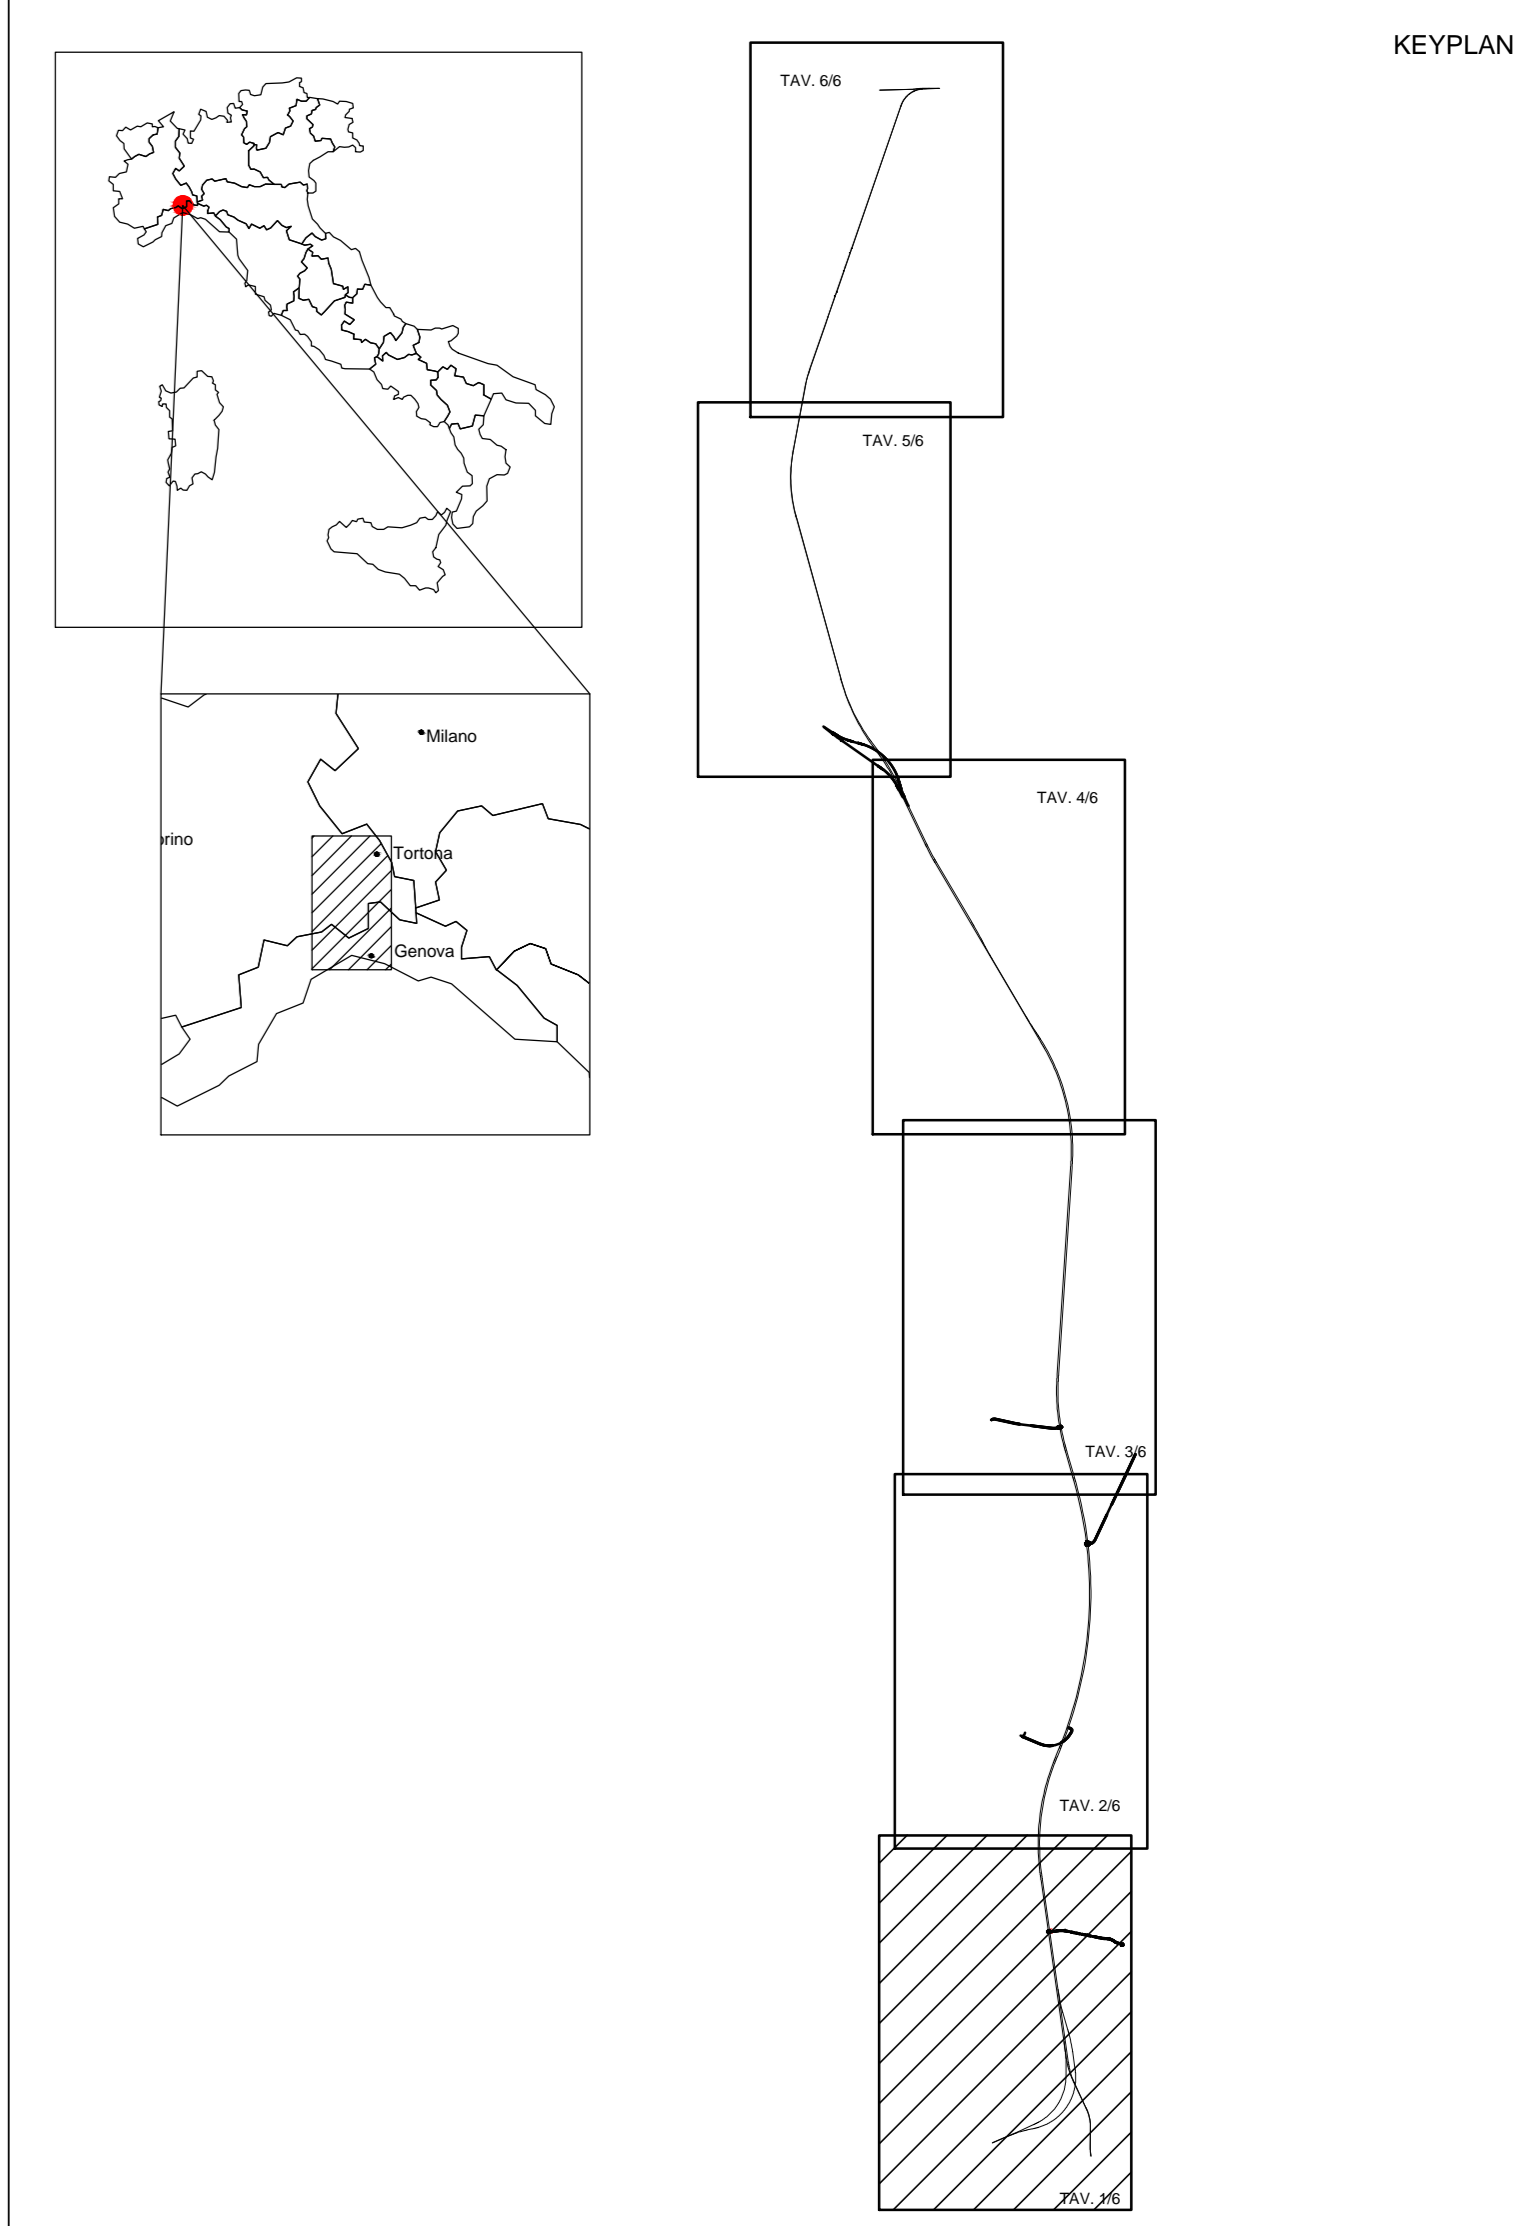 KEYPLAN
TAV. 6/6
TAV. 5/6
Milano
TAV. 4/6
orino
Tortona
Genova
TAV. 3/6
TAV. 2/6
TAV. 1/6